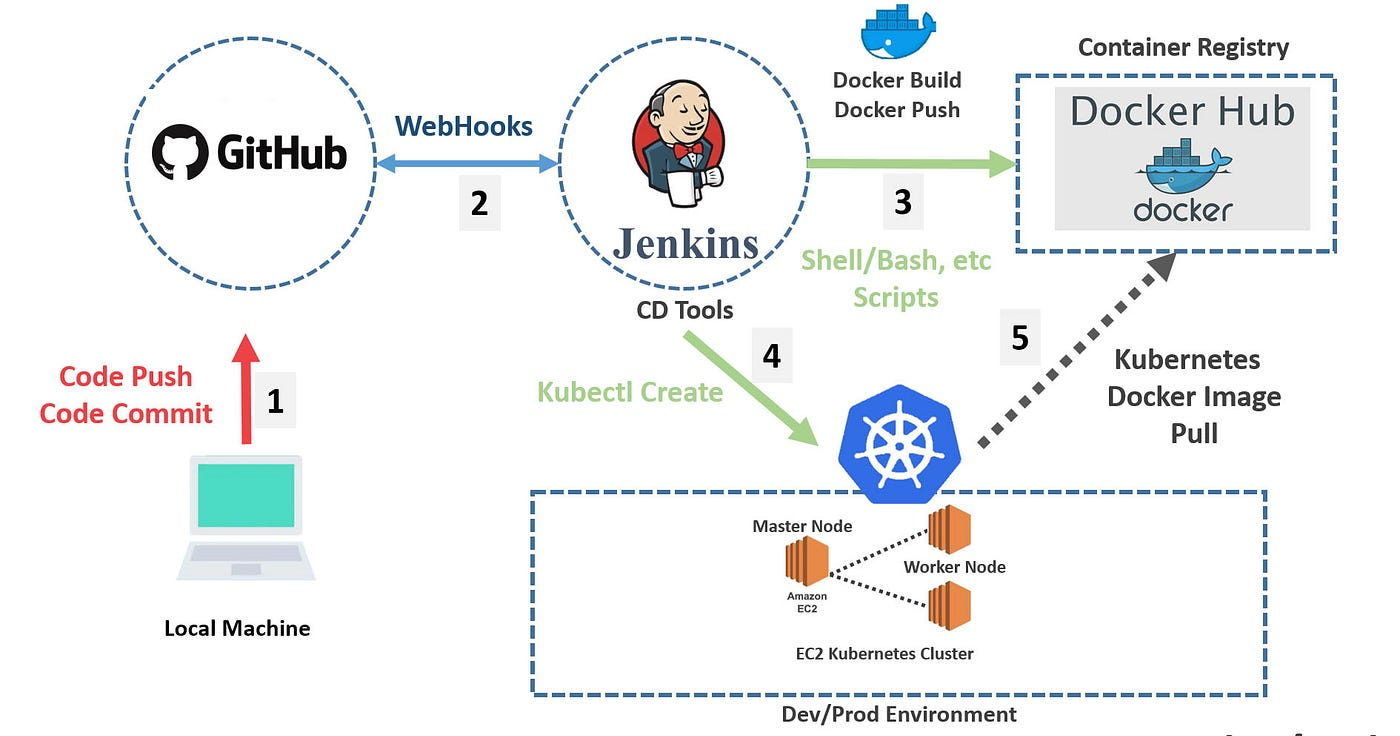 Container Registry
Docker Build
Docker Push
Docker Hub
docker
GitHub
WebHooks
2
Jenkins
3
Shell/Bash, etc
Scripts
CD Tools
4
5
Kubectl Create
Kubernetes
Docker Image
Pull
Code Push
Code Commit
1
Local Machine
Master Node
Amazon
EC2
Worker Node
EC2 Kubernetes Cluster
Dev/Prod Environment